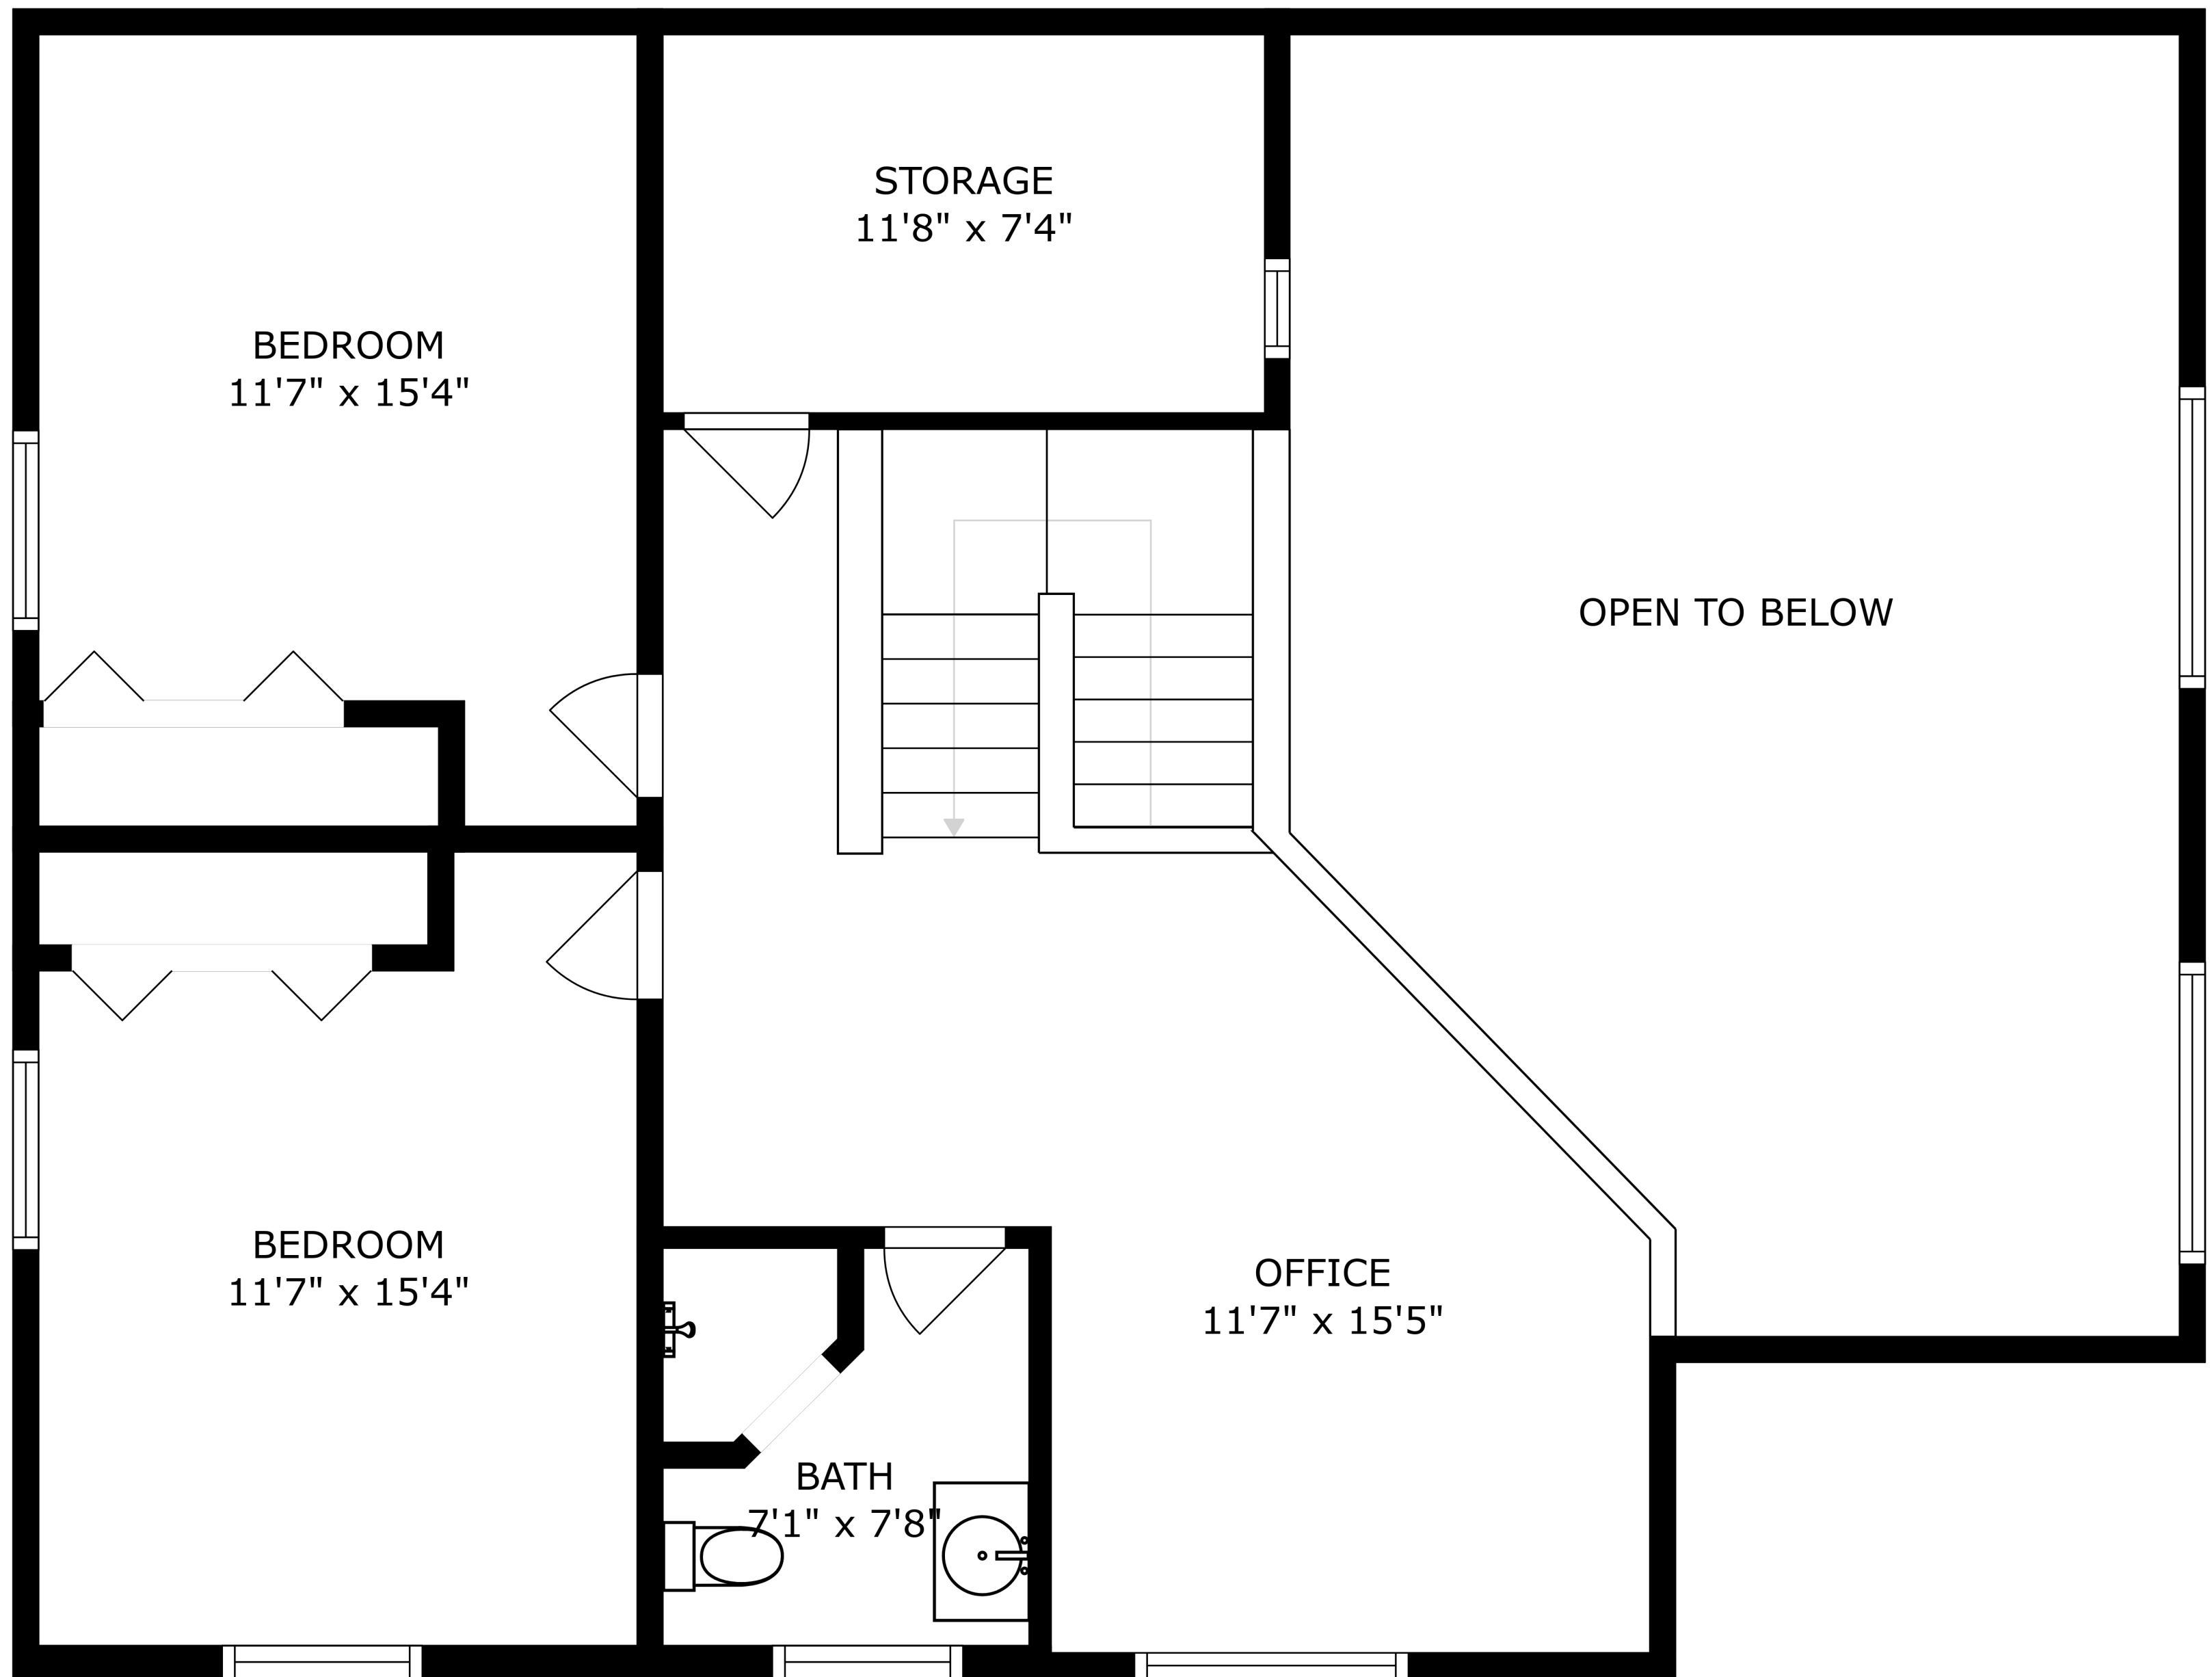 STORAGE
11'8" x 7'4"
BEDROOM
11'7" x 15'4"
OPEN TO BELOW
BEDROOM
11'7" x 15'4"
OFFICE
11'7" x 15'5"
BATH
7'1" x 7'8"